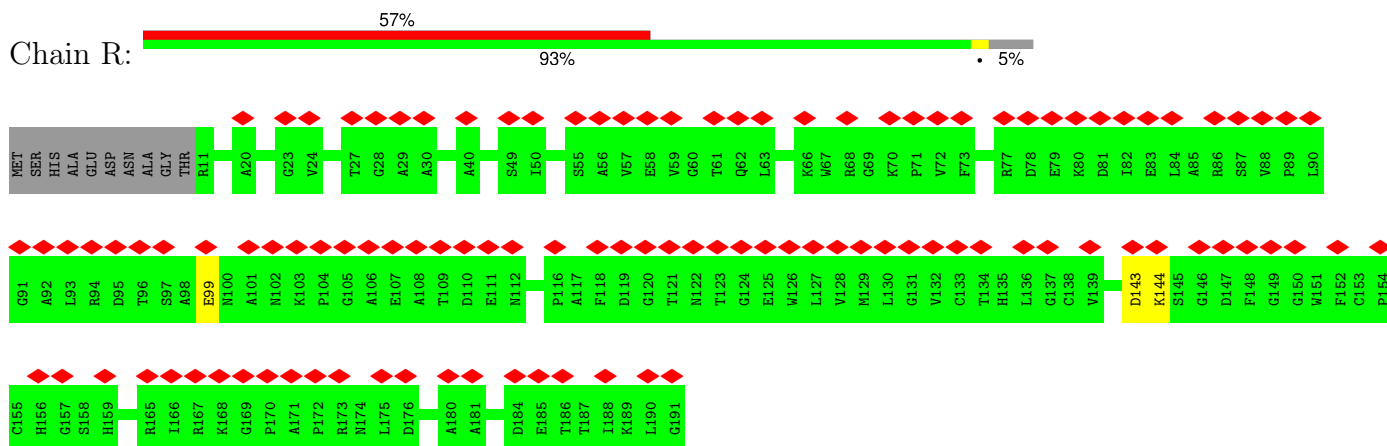 57%
Chain R:
93% • 5%
MET SER HIS ALA GLU ASP ASN ALA GLY THR R11 A20 G23 V24 T27 G28 A29 A30 A40 S49 I50 S55 A56 V57 E58 V59 G60 T61 Q62 L63 K66 W67 R68 G69 K70 P71 V72 F73 R77 D78 E79 K80 D81 I82 E83 L84 A85 R86 S87 V88 P89 L90
G91 A92 L93 R94 D95 T96 S97 A98 E99 N100 A101 N102 K103 P104 G105 A106 E107 A108 T109 D110 E111 N112 P116 A117 F118 D119 G120 T121 N122 T123 G124 E125 W126 L127 V128 M129 L130 G131 V132 C133 T134 H135 L136 G137 C138 V139 D143 K144 S145 G146 D147 F148 G149 G150 W151 F152 C153 P154
C155 H156 G157 S158 H159 R165 I166 R167 K168 G169 P170 A171 P172 R173 N174 L175 D176 A180 A181 D184 E185 T186 T187 I188 K189 L190 G191